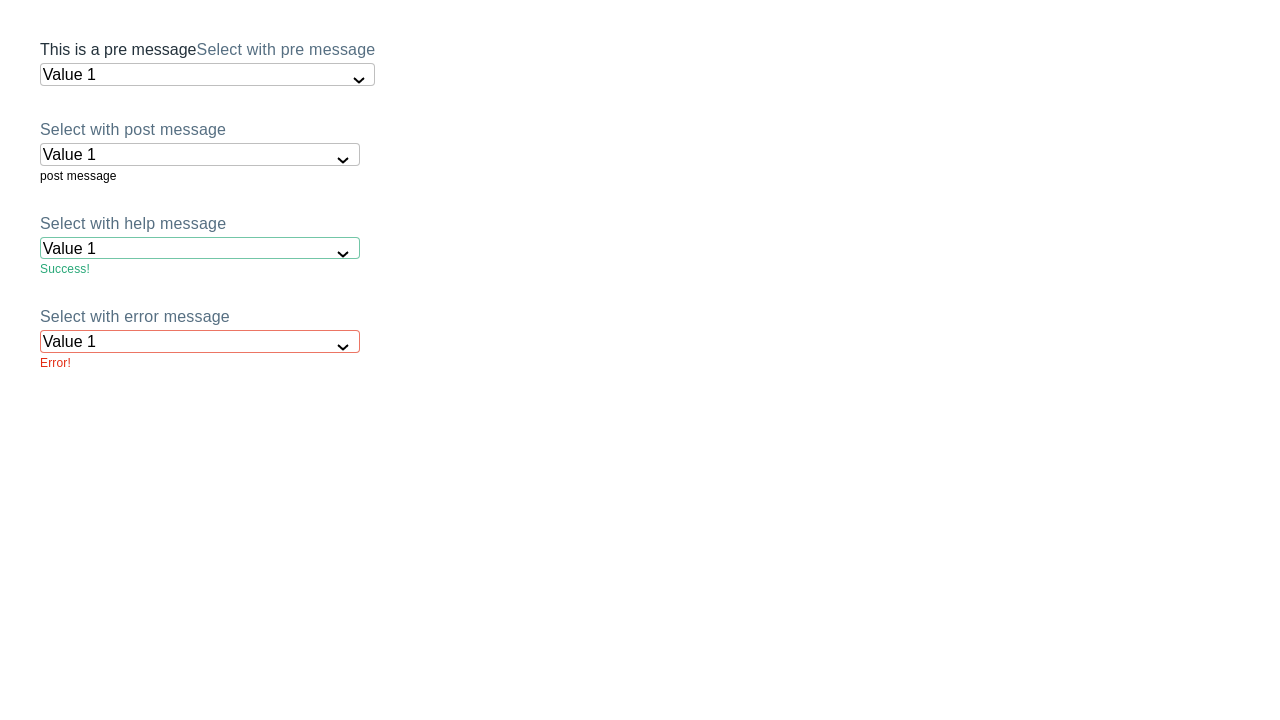 This is a pre messageSelect with pre message
Value 1
Select with post message
Value 1
post message
Select with help message
Value 1
Success!
Select with error message
Value 1
Error!